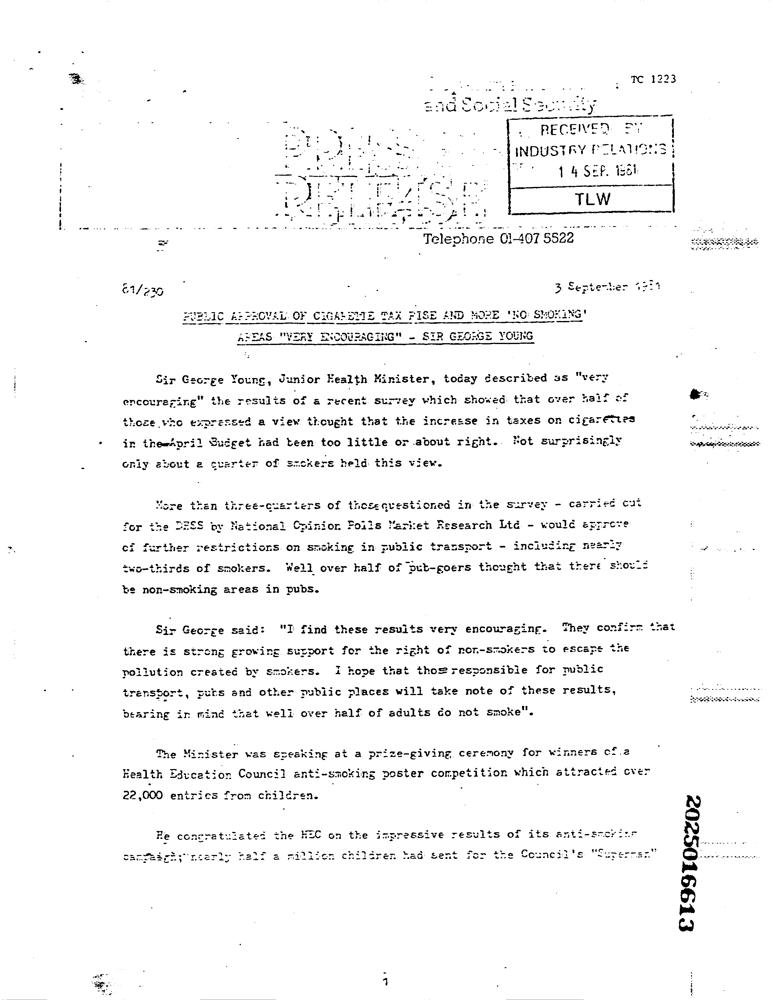 TC 1223
and Social Security
PRESS
RELEASE
RECEIVED BY
INDUSTRY RELATIONS
1 4 SEP. 1981
TLW
Telephone 01-407 5522
81/230
3 September 1981
PUBLIC APPROVAL OF CIGARETTE TAX RISE AND MORE 'NO SMOKING'
AREAS "VERY ENCOURAGING" - SIR GEORGE YOUNG
Sir George Young, Junior Health Minister, today described as "very
encouraging" the results of a recent survey which showed that over half of
those who expressed a view thought that the increase in taxes on cigarettes
in the April Budget had been too little or about right. Not surprisingly
only about a quarter of smokers held this view.
More than three-quarters of those questioned in the survey - carried out
for the DHSS by National Opinion Polls Market Research Ltd - would approve
of further restrictions on smoking in public transport - including nearly
two-thirds of smokers. Well over half of pub-goers thought that there should
be non-smoking areas in pubs.
Sir George said: "I find these results very encouraging. They confirm that
there is strong growing support for the right of non-smokers to escape the
pollution created by smokers. I hope that those responsible for public
transport, pubs and other public places will take note of these results,
bearing in mind that well over half of adults do not smoke".
The Minister was speaking at a prize-giving ceremony for winners of a
Health Education Council anti-smoking poster competition which attracted over
22,000 entries from children.
He congratulated the HEC on the impressive results of its anti-smoking
campaign; nearly half a million children had sent for the Council's "Superman"
2025016613
1